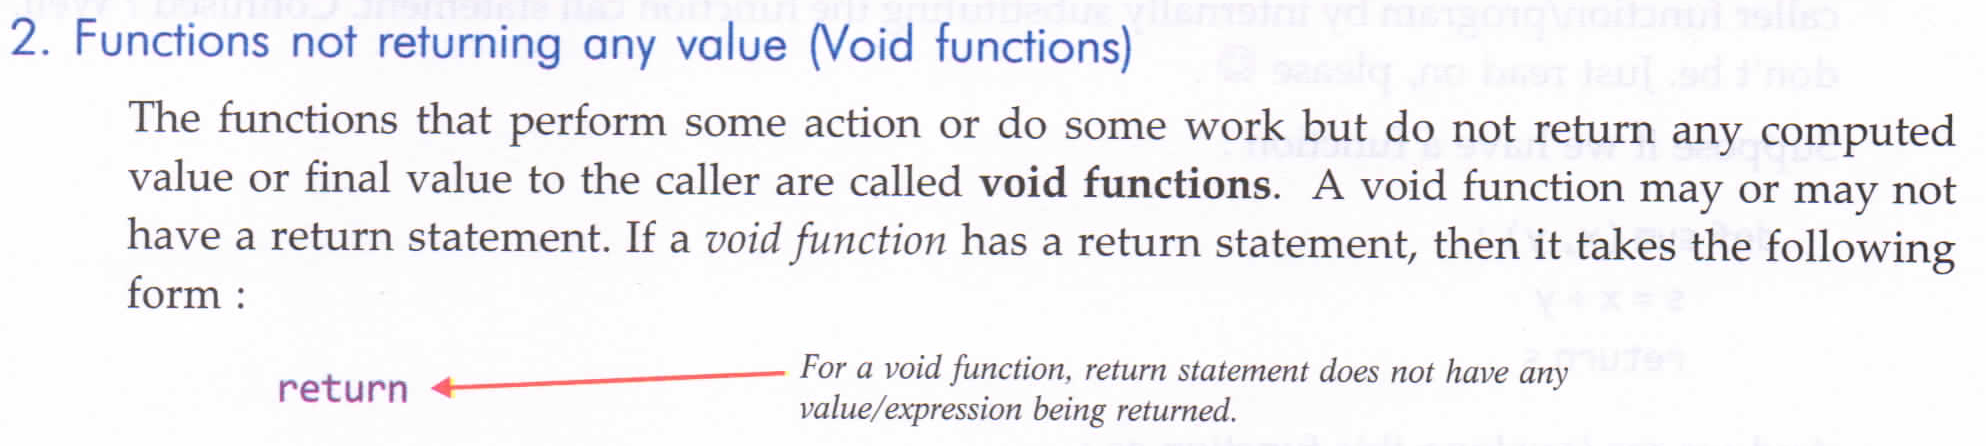 2. Functions not returning any value (Void functions)
The functions that perform some action or do some work but do not return any computed
value or final value to the caller are called void functions. A void function may or may not
have a return statement. If a void function has a return statement, then it takes the following
form :
return
For a void function, return statement does not have any
value/expression being returned.